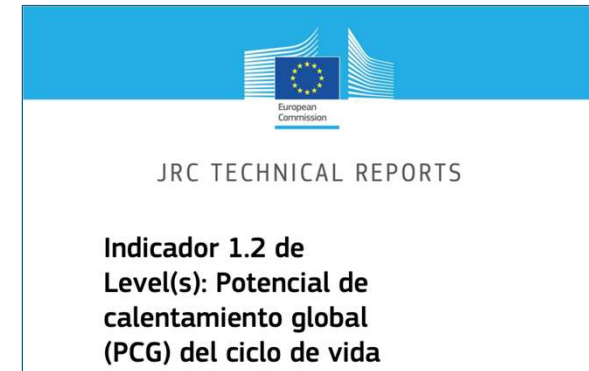 European
Commission
JRC TECHNICAL REPORTS
Indicador 1.2 de
Level(s): Potencial de
calentamiento global
(PCG) del ciclo de vida